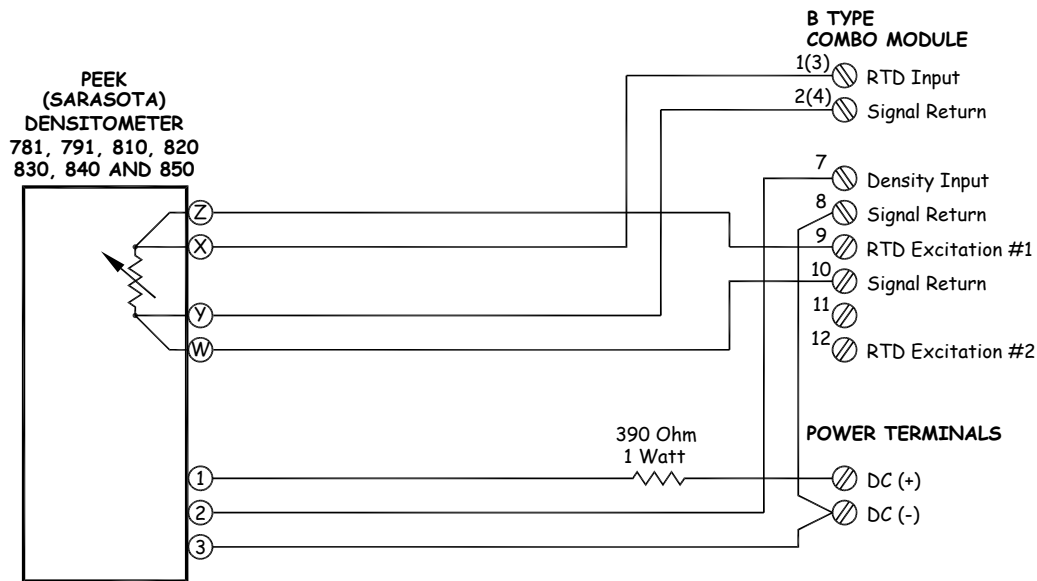 B TYPE
COMBO MODULE
PEEK
(SARASOTA)
DENSITOMETER
781, 791, 810, 820
830, 840 AND 850
1(3) RTD Input
2(4) Signal Return
7 Density Input
8 Signal Return
9 RTD Excitation #1
10 Signal Return
11
12 RTD Excitation #2
Z
X
Y
W
390 Ohm
1 Watt
POWER TERMINALS
1
DC (+)
2
DC (-)
3